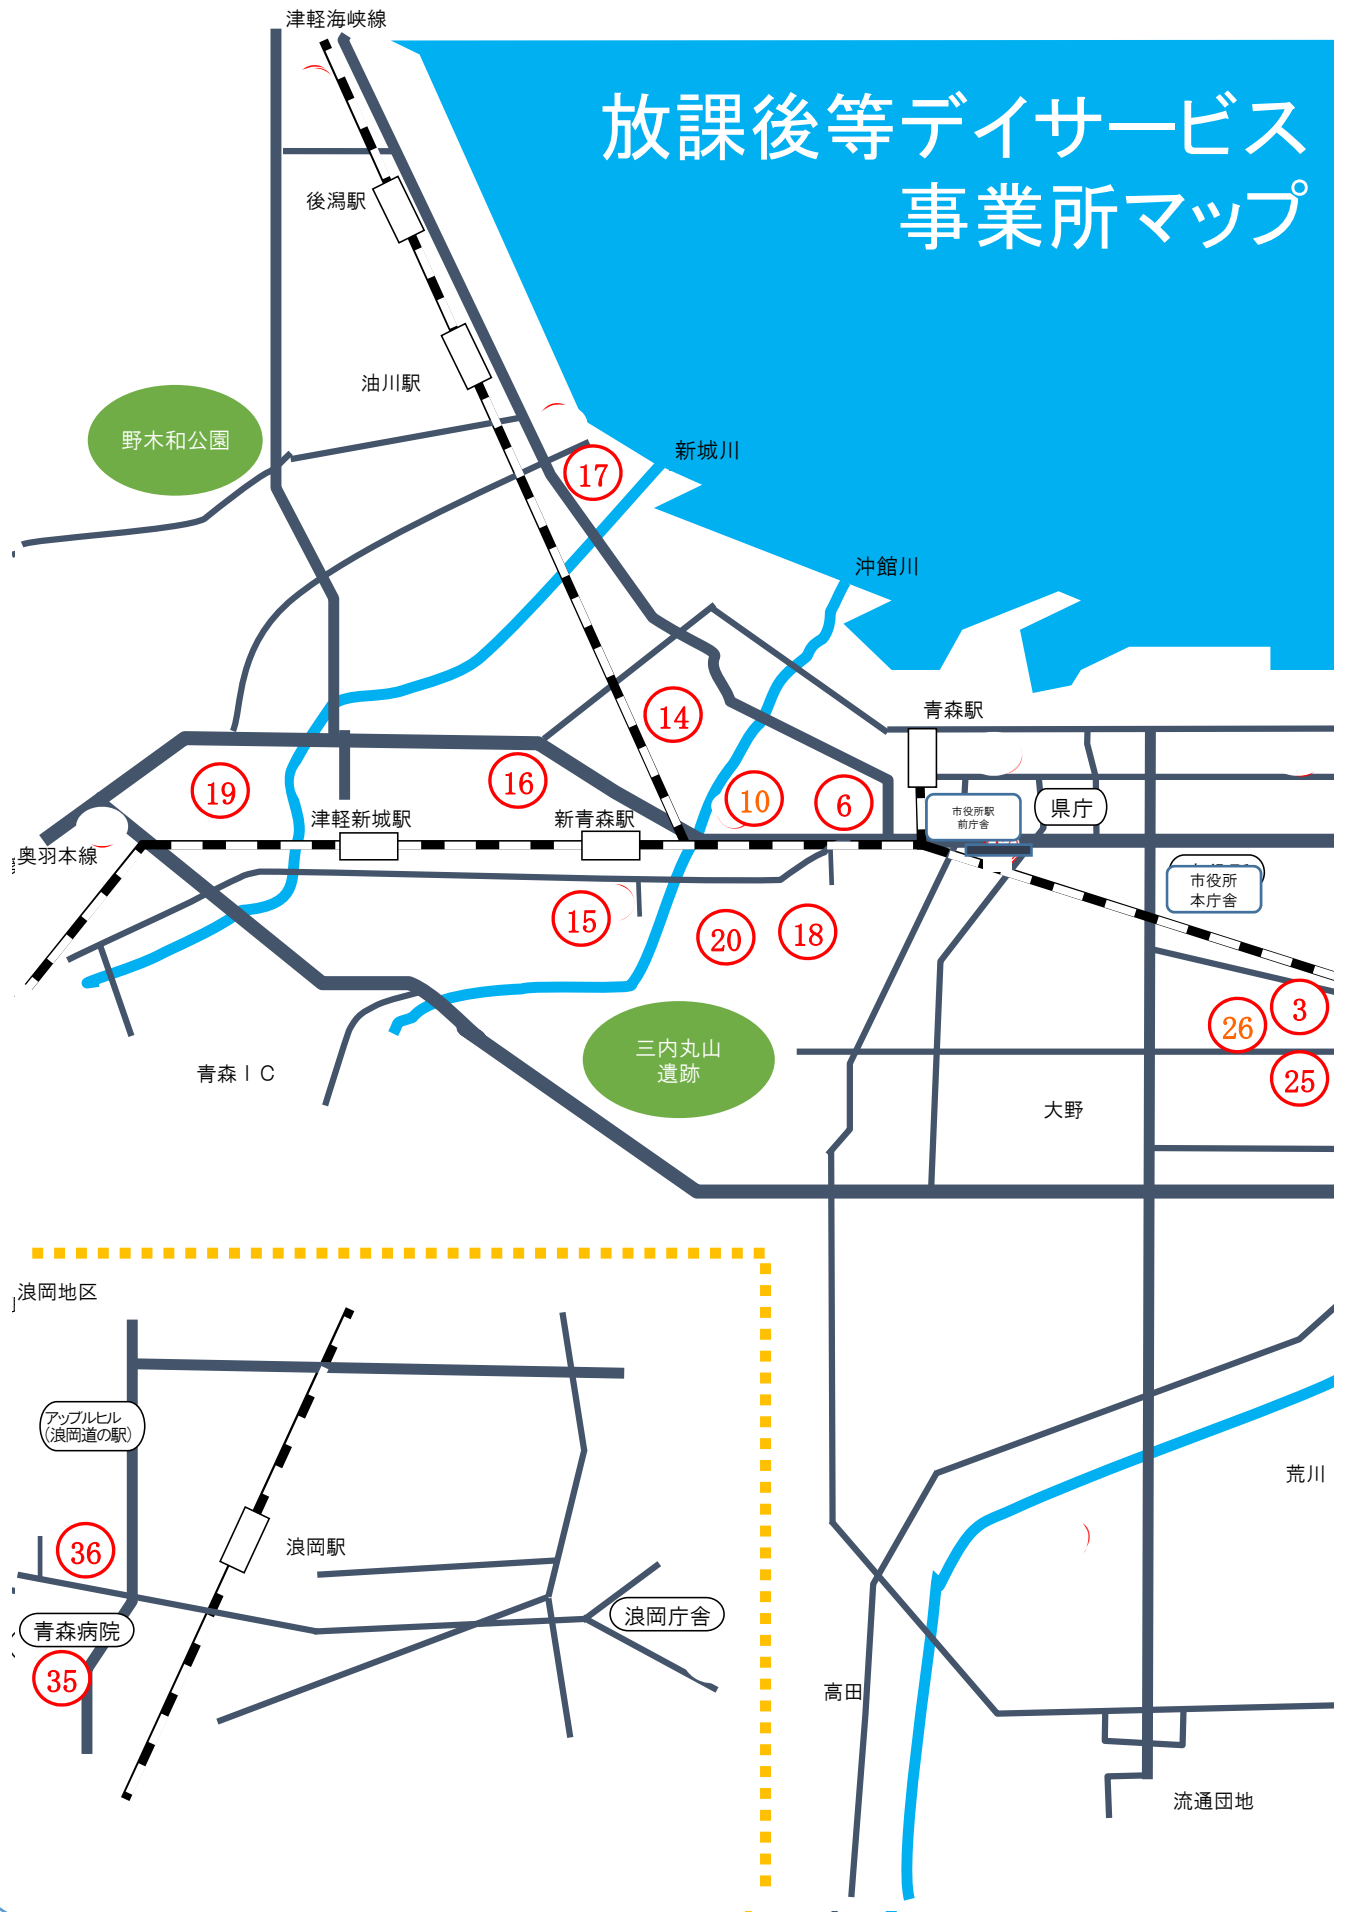 津軽海峡線
放課後等デイサービス
事業所マップ
後潟駅
油川駅
野木和公園
新城川
17
沖館川
青森駅
14
16
19
10
6
市役所駅
前庁舎
県庁
津軽新城駅
新青森駅
奥羽本線
市役所
本庁舎
15
20
18
3
26
25
三内丸山
遺跡
青森IC
大野
浪岡地区
アップルヒル
(浪岡道の駅)
荒川
36
浪岡駅
青森病院
浪岡庁舎
35
高田
流通団地